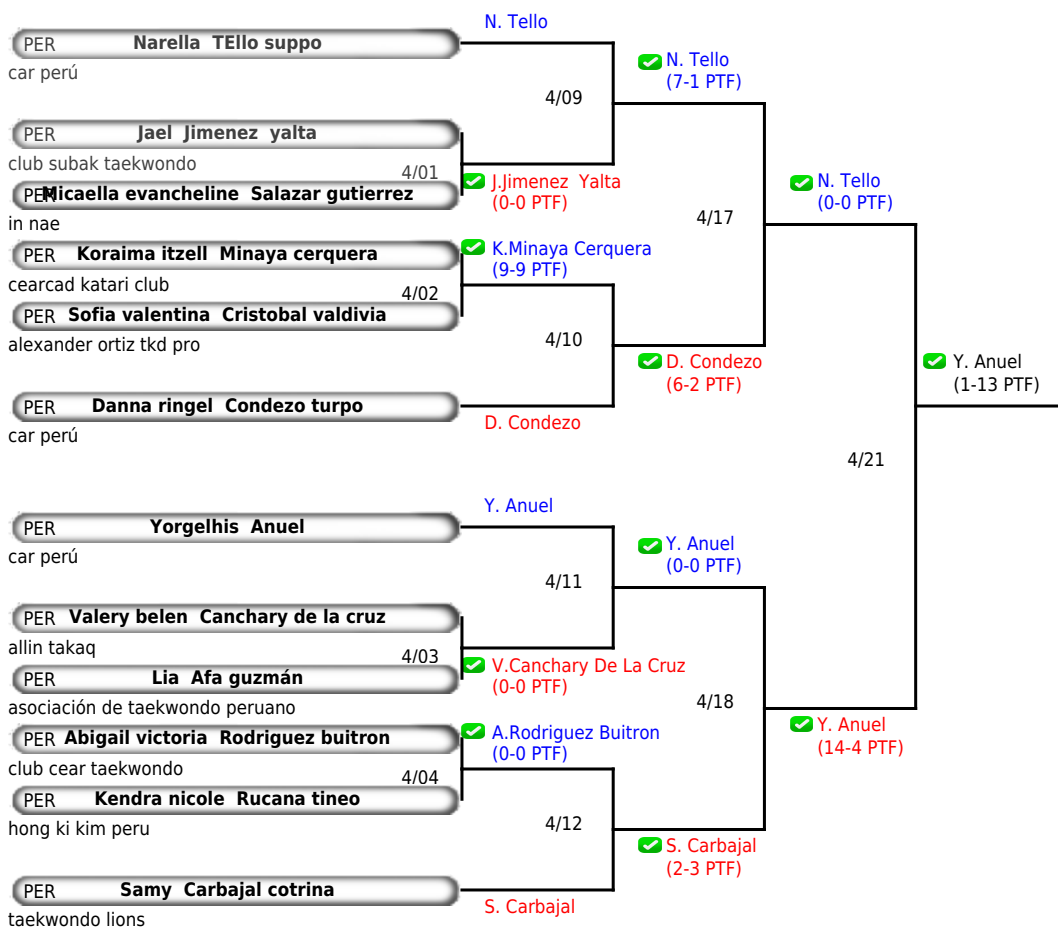 N. Tello
PER Narella TEllo suppo
car perú
N. Tello
(7-1 PTF)
4/09
PER Jael Jimenez yalta
club subak taekwondo
4/01
J.Jimenez Yalta
(0-0 PTF)
N. Tello
(0-0 PTF)
PER Micaella evancheline Salazar gutierrez
in nae
4/17
PER Koraima itzell Minaya cerquera
K.Minaya Cerquera
(9-9 PTF)
cearcad katari club
4/02
PER Sofia valentina Cristobal valdivia
alexander ortiz tkd pro
4/10
D. Condezo
(6-2 PTF)
Y. Anuel
(1-13 PTF)
PER Danna ringel Condezo turpo
D. Condezo
car perú
4/21
Y. Anuel
PER Yorgelhis Anuel
car perú
Y. Anuel
(0-0 PTF)
4/11
PER Valery belen Canchary de la cruz
allin takaq
4/03
V.Canchary De La Cruz
(0-0 PTF)
PER Lia Afa guzmán
asociación de taekwondo peruano
4/18
PER Abigail victoria Rodriguez buitron
A.Rodriguez Buitron
(0-0 PTF)
Y. Anuel
(14-4 PTF)
club cear taekwondo
4/04
PER Kendra nicole Rucana tineo
hong ki kim peru
4/12
S. Carbajal
(2-3 PTF)
PER Samy Carbajal cotrina
S. Carbajal
taekwondo lions